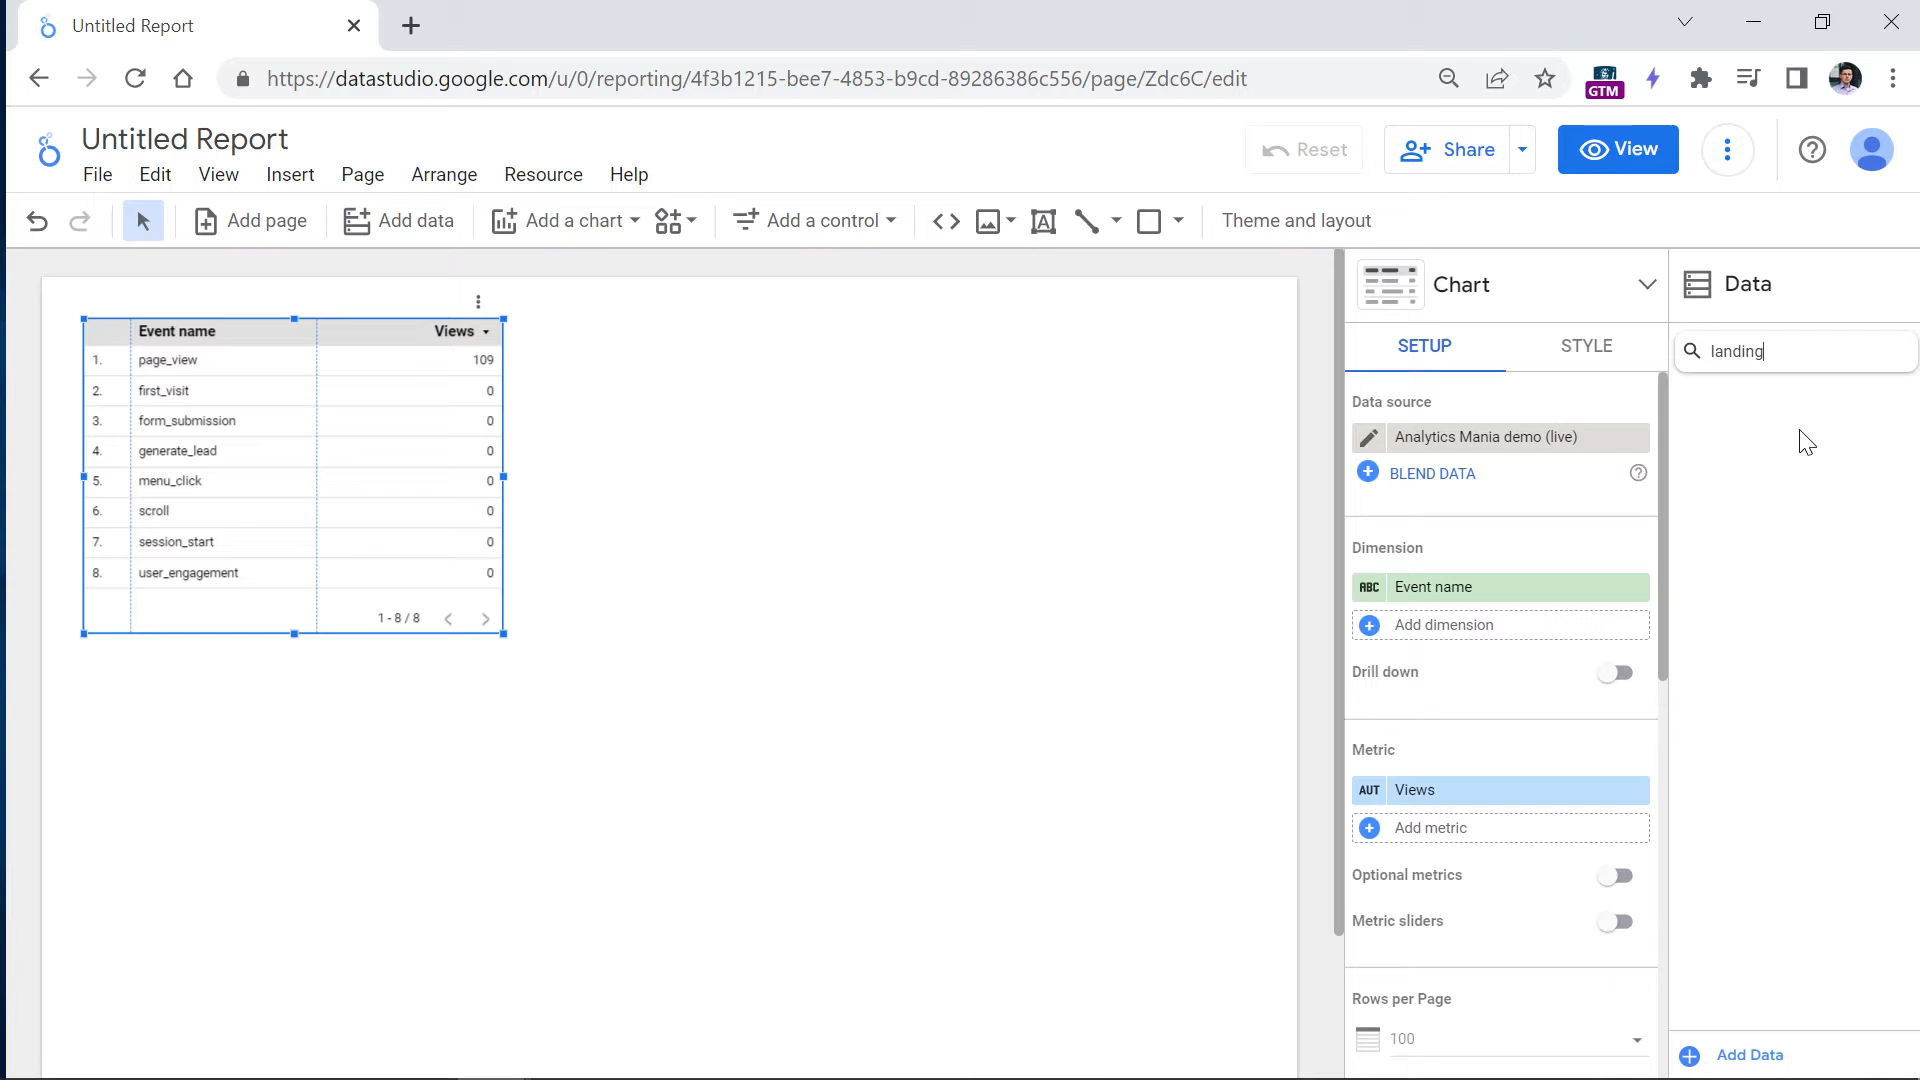 Untitled Report
https://datastudio.google.com/u/0/reporting/4f3b1215-bee7-4853-b9cd-89286386c556/page/Zdc6C/edit
GTM
Untitled Report
File Edit View Insert Page Arrange Resource Help
Reset
Share
View
Add page
Add data
Add a chart
Add a control
Theme and layout
Event name Views
1. page_view 109
2. first_visit 0
3. form_submission 0
4. generate_lead 0
5. menu_click 0
6. scroll 0
7. session_start 0
8. user_engagement 0
1 - 8 / 8
Chart
SETUP STYLE
Data source
Analytics Mania demo (live)
BLEND DATA
Dimension
ABC Event name
Add dimension
Drill down
Metric
AUT Views
Add metric
Optional metrics
Metric sliders
Rows per Page
100
Data
landing
Add Data